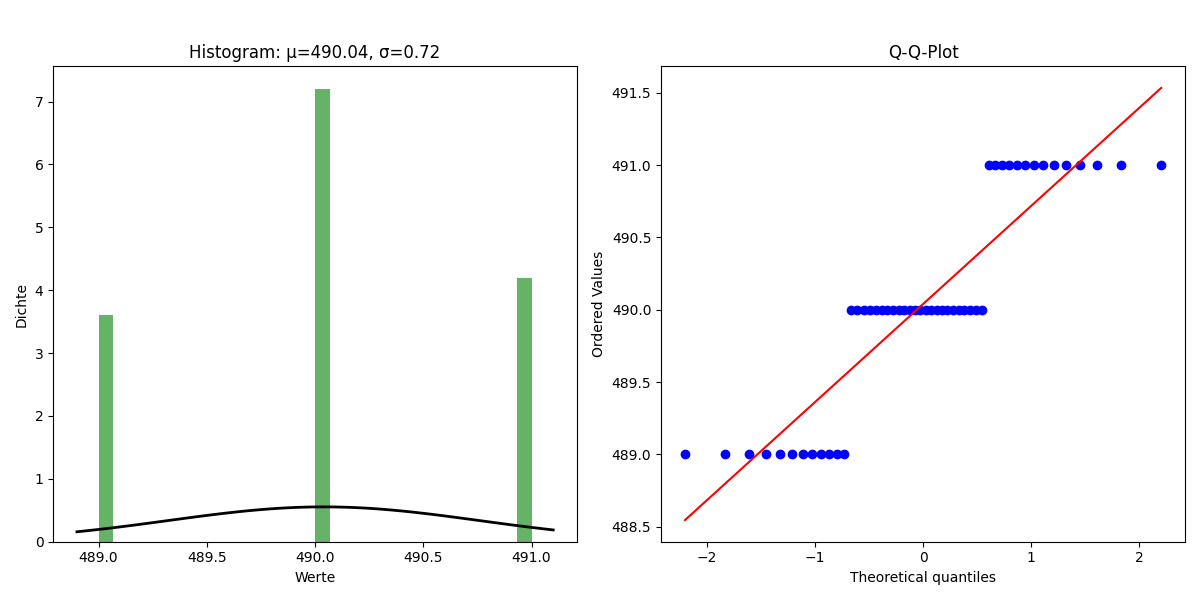 Histogram: μ=490.04, σ=0.72
Dichte
7
6
5
4
3
2
1
0
489.0 489.5 490.0 490.5 491.0
Werte
Q-Q-Plot
Ordered Values
491.5
491.0
490.5
490.0
489.5
489.0
488.5
−2 −1 0 1 2
Theoretical quantiles